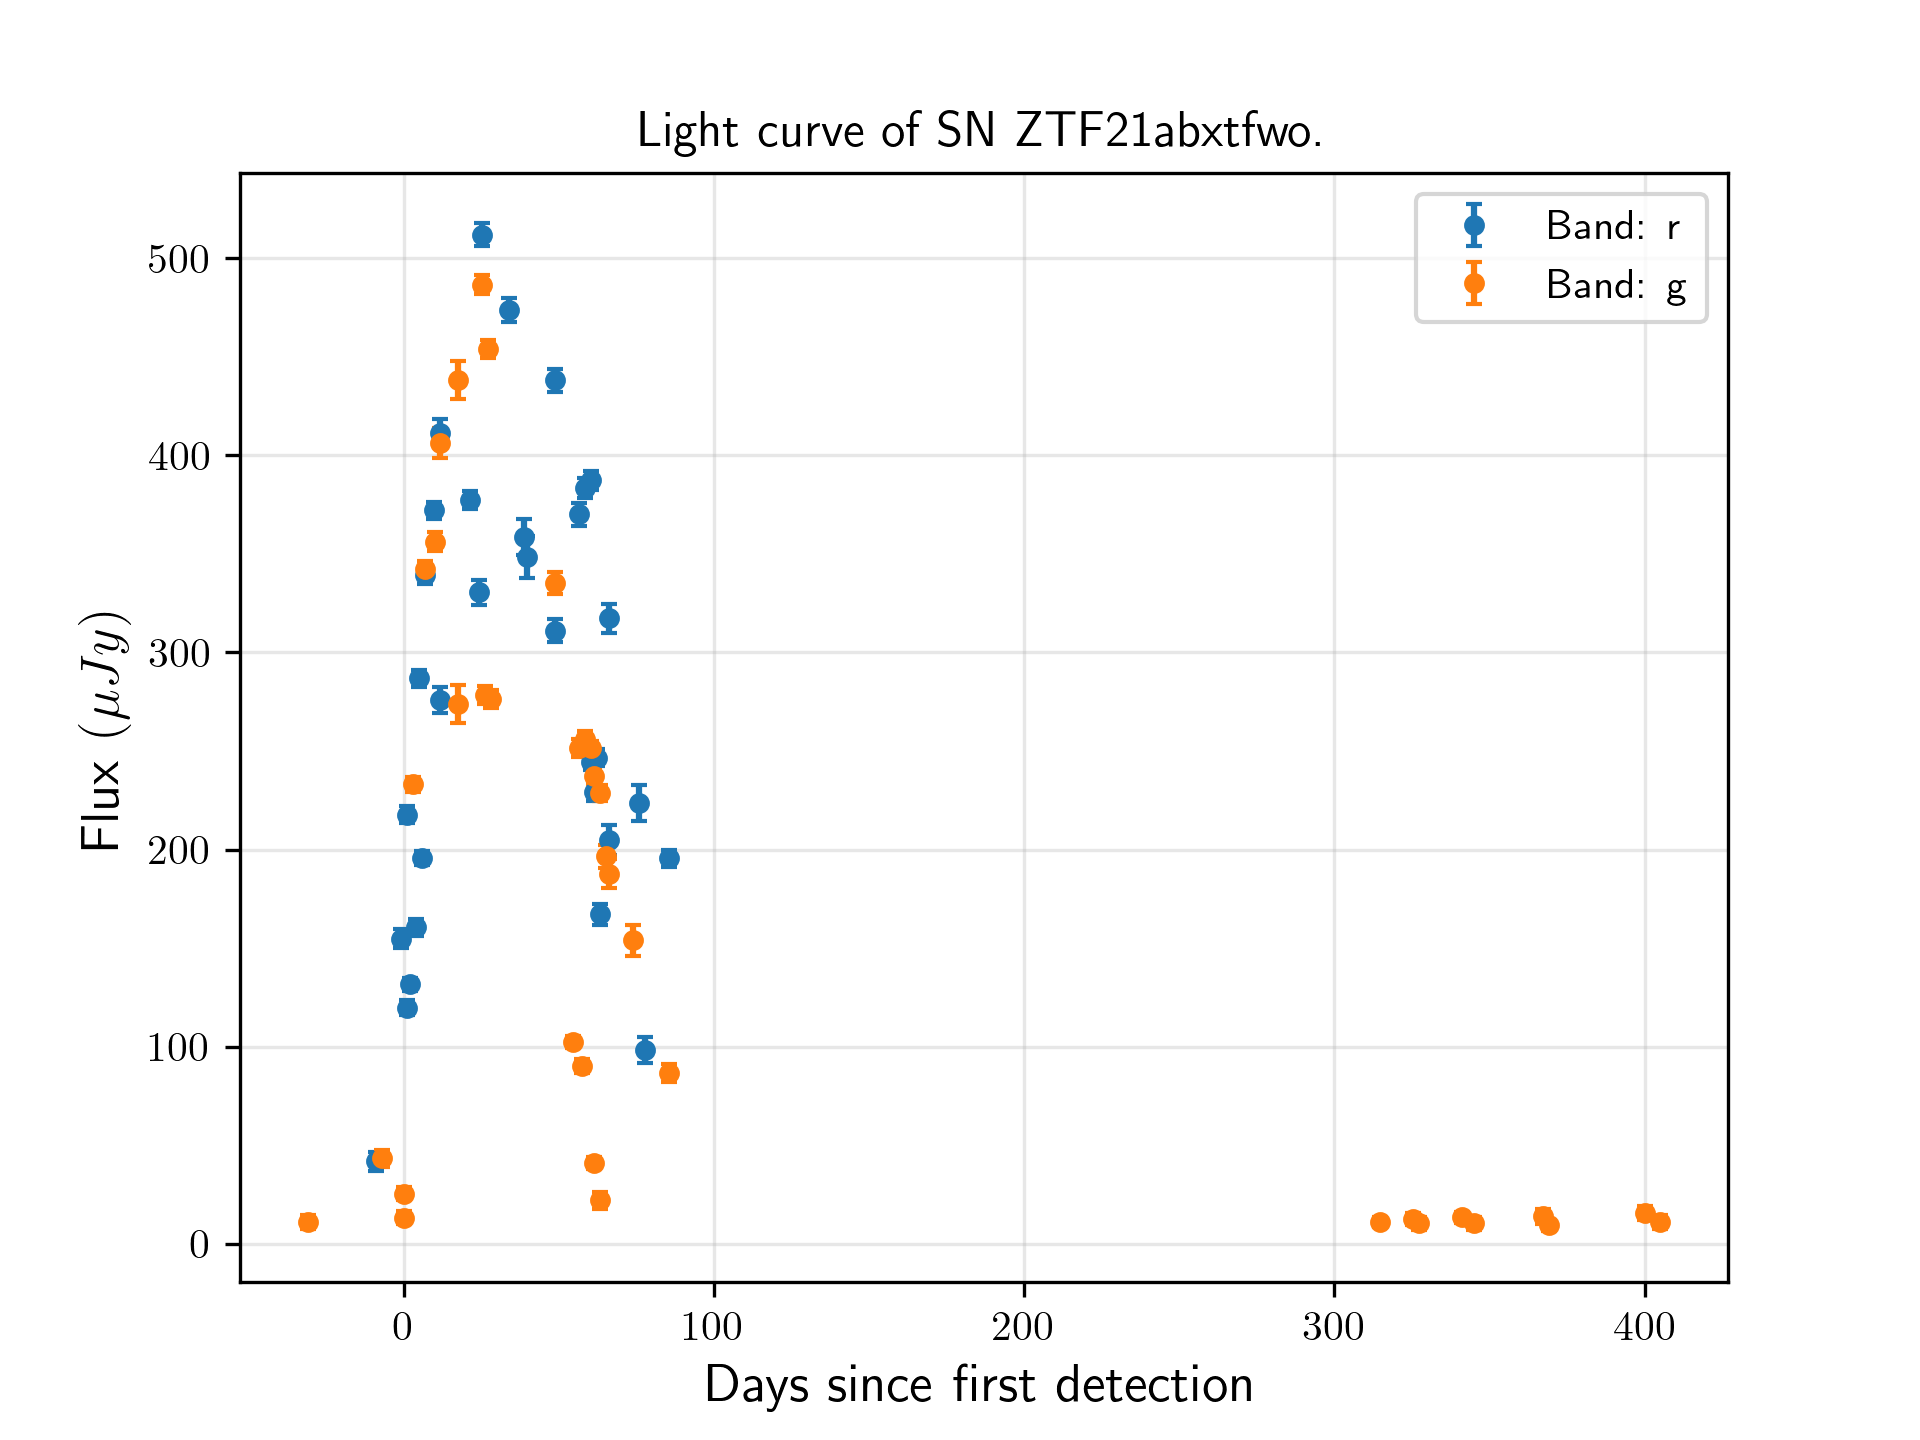 Light curve of SN ZTF21abxtfwo.
Band: r
Band: g
Flux (μJy)
500
400
300
200
100
0
0 100 200 300 400
Days since first detection